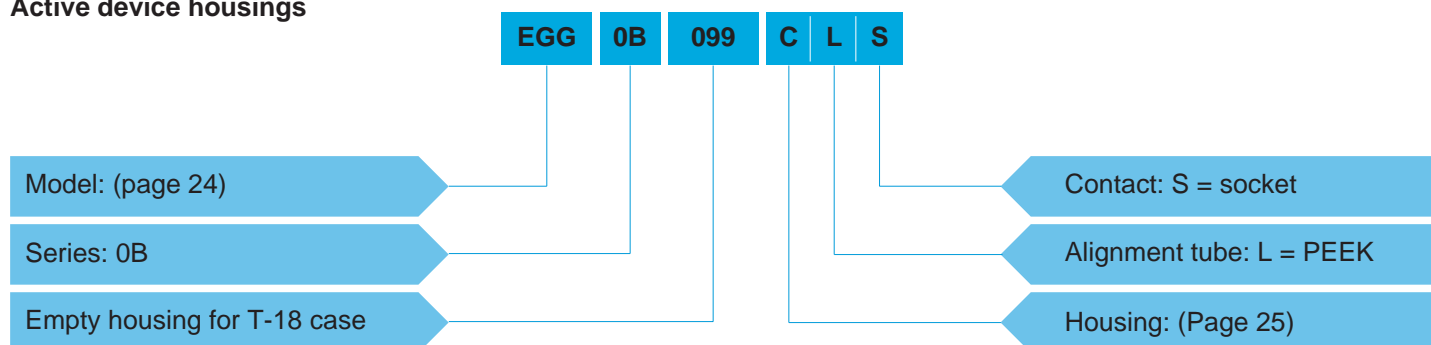 Active device housings
EGG 0B 099 C L S
Model: (page 24)
Series: 0B
Empty housing for T-18 case
Contact: S = socket
Alignment tube: L = PEEK
Housing: (Page 25)